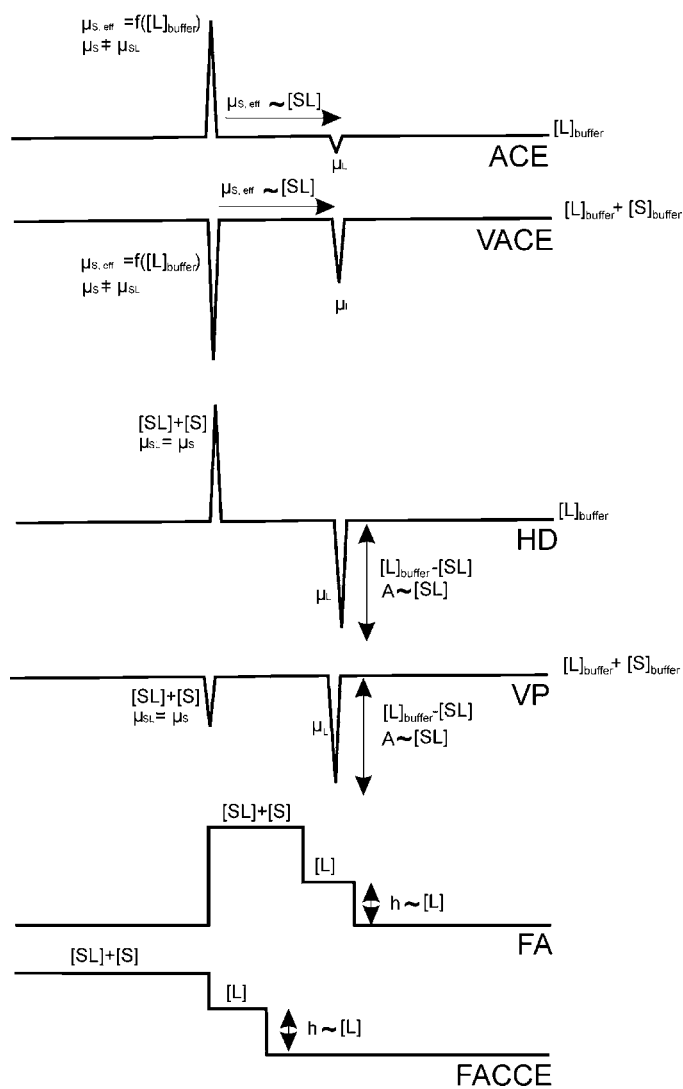 μS, eff =f([L]buffer)
μS ≠ μSL
μS, eff ~[SL]
[L]buffer
μL
ACE
μS, eff ~[SL]
[L]buffer + [S]buffer
VACE
μS, eff =f([L]buffer)
μS ≠ μSL
μL
[SL]+[S]
μSL= μS
[L]buffer
HD
[L]buffer-[SL]
A~[SL]
μL
[L]buffer + [S]buffer
VP
[SL]+[S]
μSL= μS
[L]buffer-[SL]
A~[SL]
μL
[SL]+[S]
[L]
h~[L]
FA
[SL]+[S]
[L]
h~[L]
FACCE